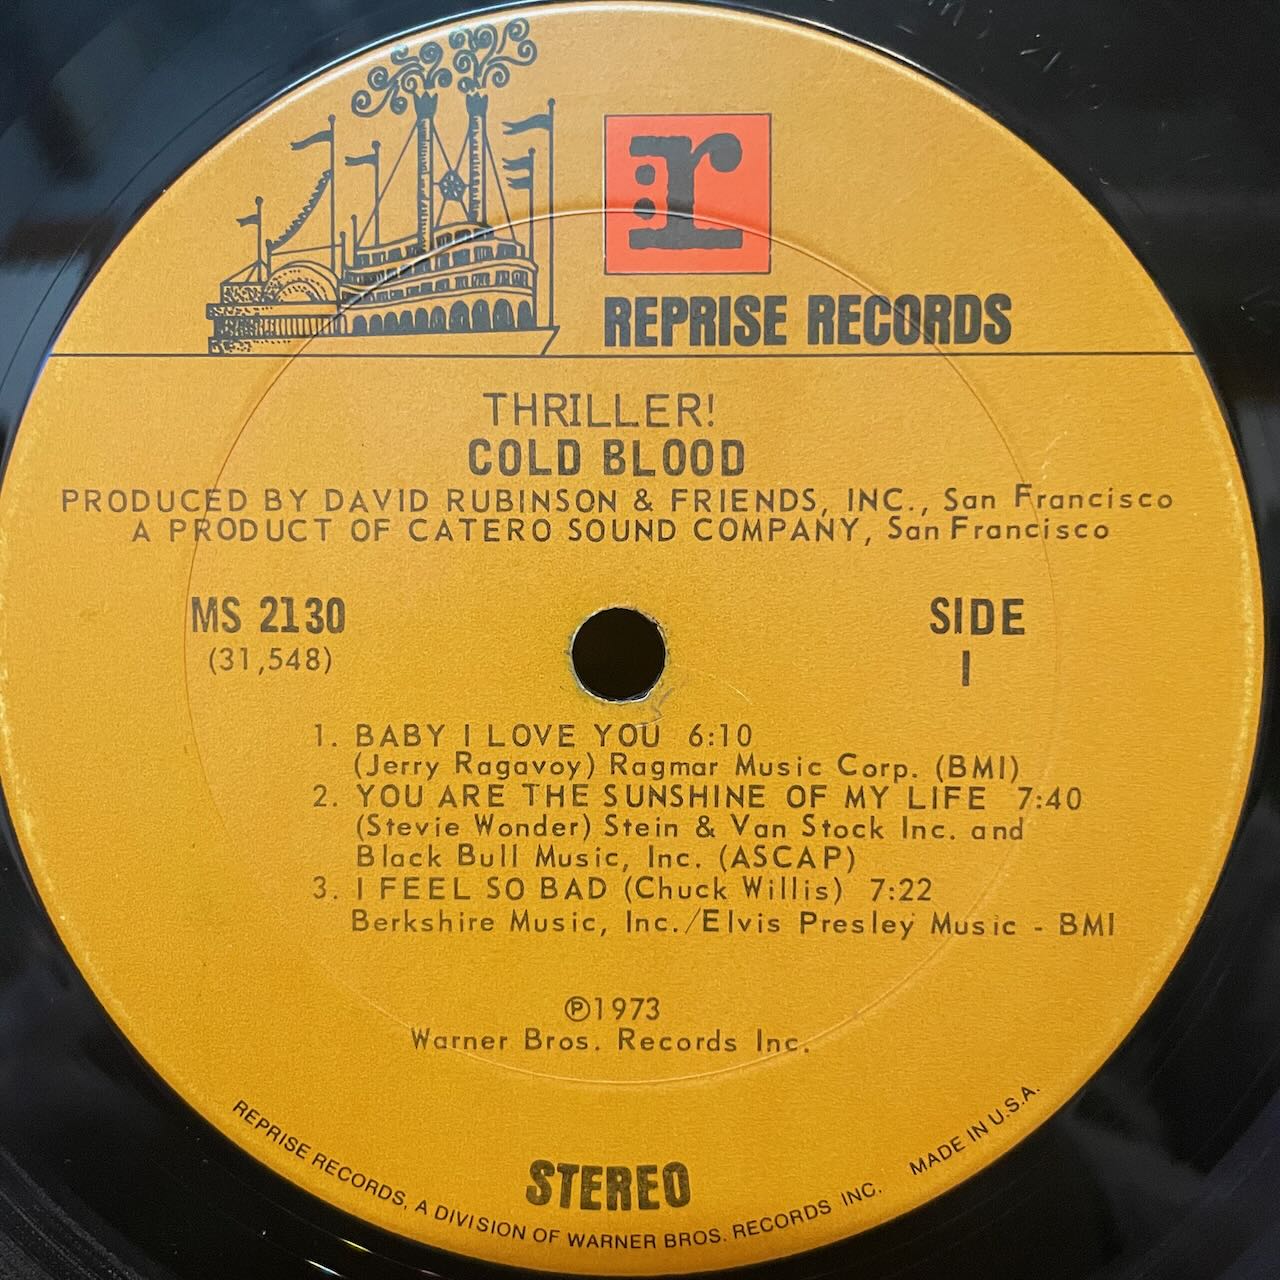 r:
REPRISE RECORDS
THRILLER!
COLD BLOOD
PRODUCED BY DAVID RUBINSON & FRIENDS, INC., San Francisco
A PRODUCT OF CATERO SOUND COMPANY, San Francisco
MS 2130
(31,548)
SIDE
1
1. BABY I LOVE YOU 6:10
(Jerry Ragavoy) Ragmar Music Corp. (BMI)
2. YOU ARE THE SUNSHINE OF MY LIFE 7:40
(Stevie Wonder) Stein & Van Stock Inc. and
Black Bull Music, Inc. (ASCAP)
3. I FEEL SO BAD (Chuck Willis) 7:22
Berkshire Music, Inc./Elvis Presley Music - BMI
℗1973
Warner Bros. Records Inc.
STEREO
REPRISE RECORDS, A DIVISION OF WARNER BROS. RECORDS INC. MADE IN U.S.A.